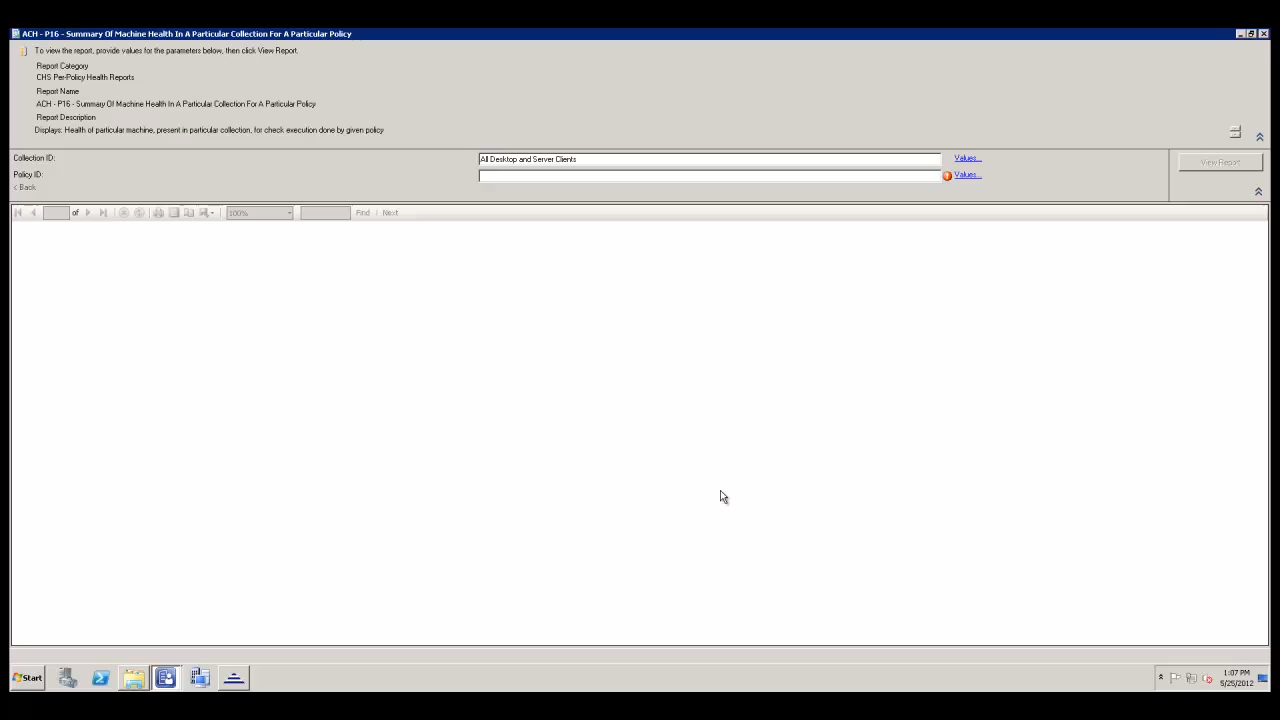 ACH - P16 - Summary Of Machine Health In A Particular Collection For A Particular Policy
To view the report, provide values for the parameters below, then click View Report.
Report Category
CHS Per-Policy Health Reports
Report Name
ACH - P16 - Summary Of Machine Health In A Particular Collection For A Particular Policy
Report Description
Displays: Health of particular machine, present in particular collection, for check execution done by given policy
Collection ID: All Desktop and Server Clients Values... View Report
Policy ID: Values...
< Back
of 100% Find | Next
Start 1:07 PM
5/25/2012